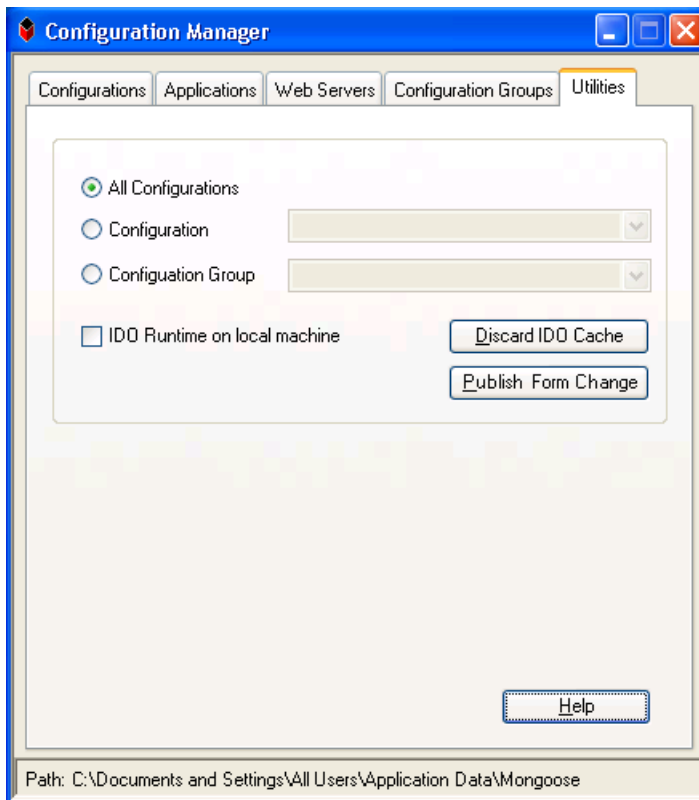 Configuration Manager
Configurations Applications Web Servers Configuration Groups Utilities
All Configurations
Configuration
Configuation Group
IDO Runtime on local machine Discard IDO Cache
Publish Form Change
Help
Path: C:\Documents and Settings\All Users\Application Data\Mongoose